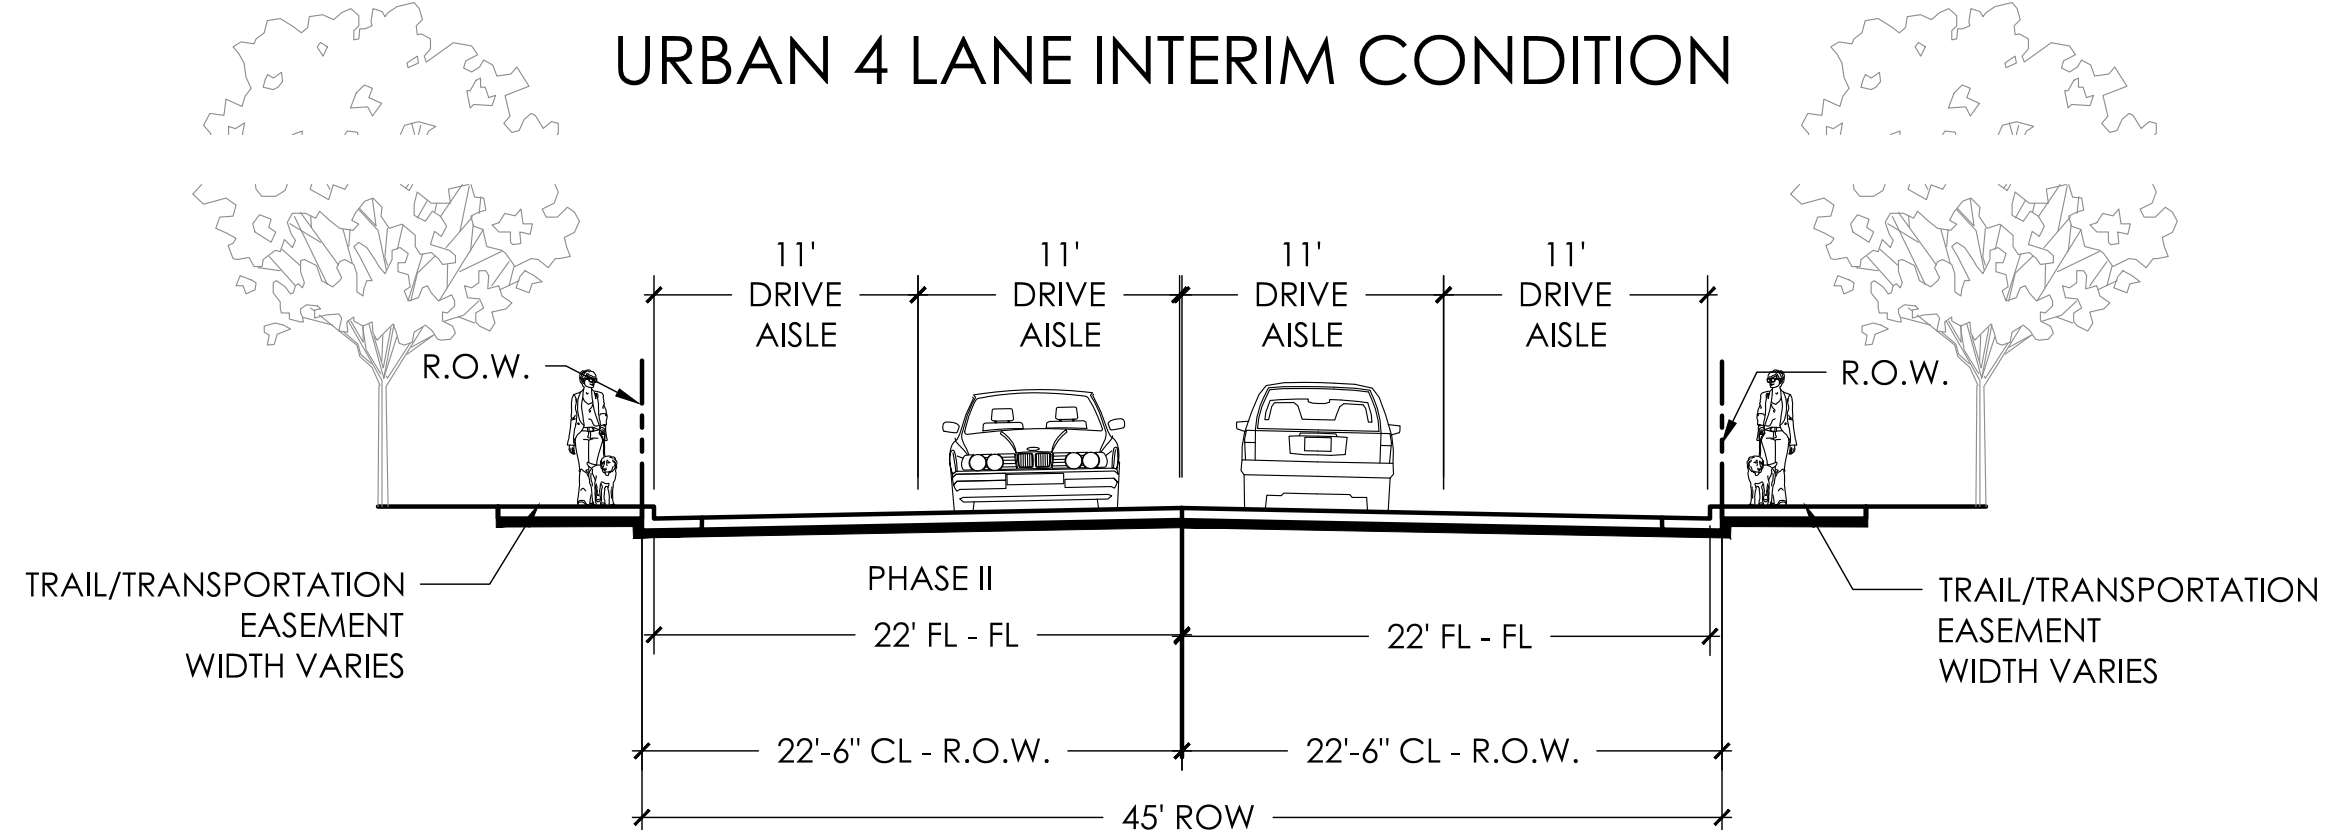 URBAN 4 LANE INTERIM CONDITION
11'
DRIVE
AISLE
11'
DRIVE
AISLE
11'
DRIVE
AISLE
11'
DRIVE
AISLE
R.O.W.
R.O.W.
TRAIL/TRANSPORTATION
EASEMENT
WIDTH VARIES
PHASE II
22' FL - FL
22' FL - FL
TRAIL/TRANSPORTATION
EASEMENT
WIDTH VARIES
22'-6" CL - R.O.W.
22'-6" CL - R.O.W.
45' ROW